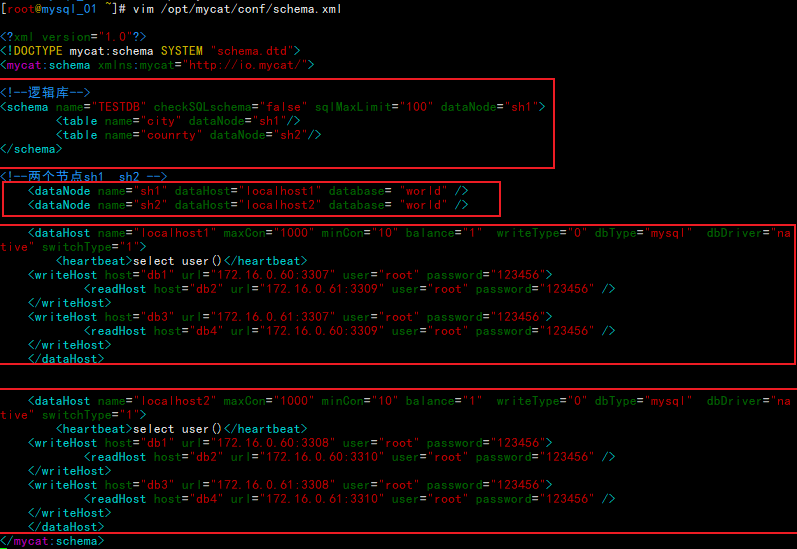 [root@mysql_01 ~]# vim /opt/mycat/conf/schema.xml
<?xml version="1.0"?>
<!DOCTYPE mycat:schema SYSTEM "schema.dtd">
<mycat:schema xmlns:mycat="http://io.mycat/">
<!--逻辑库-->
<schema name="TESTDB" checkSQLschema="false" sqlMaxLimit="100" dataNode="sh1">
<table name="city" dataNode="sh1"/>
<table name="counrty" dataNode="sh2"/>
</schema>
<!--两个节点sh1 sh2 -->
<dataNode name="sh1" dataHost="localhost1" database= "world" />
<dataNode name="sh2" dataHost="localhost2" database= "world" />
<dataHost name="localhost1" maxCon="1000" minCon="10" balance="1" writeType="0" dbType="mysql" dbDriver="na
tive" switchType="1">
<heartbeat>select user()</heartbeat>
<writeHost host="db1" url="172.16.0.60:3307" user="root" password="123456">
<readHost host="db2" url="172.16.0.61:3309" user="root" password="123456" />
</writeHost>
<writeHost host="db3" url="172.16.0.61:3307" user="root" password="123456">
<readHost host="db4" url="172.16.0.60:3309" user="root" password="123456" />
</writeHost>
</dataHost>
<dataHost name="localhost2" maxCon="1000" minCon="10" balance="1" writeType="0" dbType="mysql" dbDriver="na
tive" switchType="1">
<heartbeat>select user()</heartbeat>
<writeHost host="db1" url="172.16.0.60:3308" user="root" password="123456">
<readHost host="db2" url="172.16.0.60:3310" user="root" password="123456" />
</writeHost>
<writeHost host="db3" url="172.16.0.61:3308" user="root" password="123456">
<readHost host="db4" url="172.16.0.61:3310" user="root" password="123456" />
</writeHost>
</dataHost>
</mycat:schema>